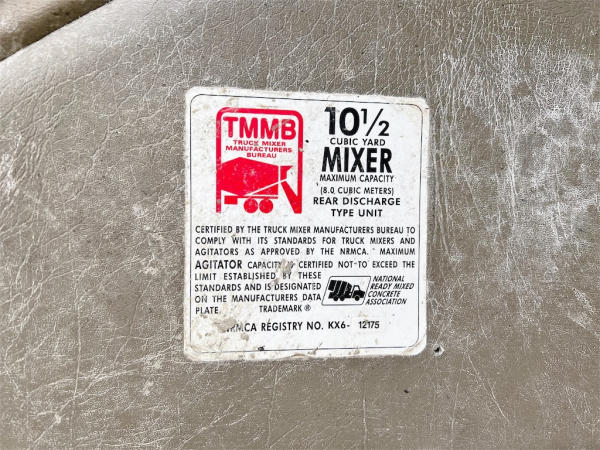 TMMB
TRUCK MIXER
MANUFACTURERS
BUREAU
10 1/2
CUBIC YARD
MIXER
MAXIMUM CAPACITY
(8.0 CUBIC METERS)
REAR DISCHARGE
TYPE UNIT
CERTIFIED BY THE TRUCK MIXER MANUFACTURERS BUREAU TO
COMPLY WITH ITS STANDARDS FOR TRUCK MIXERS AND
AGITATORS AS APPROVED BY THE NRMCA. MAXIMUM
AGITATOR CAPACITY CERTIFIED NOT TO EXCEED THE
LIMIT ESTABLISHED BY THESE
STANDARDS AND IS DESIGNATED
ON THE MANUFACTURERS DATA
PLATE. TRADEMARK ®
NATIONAL
READY MIXED
CONCRETE
ASSOCIATION
NRMCA REGISTRY NO. KX6- 12175